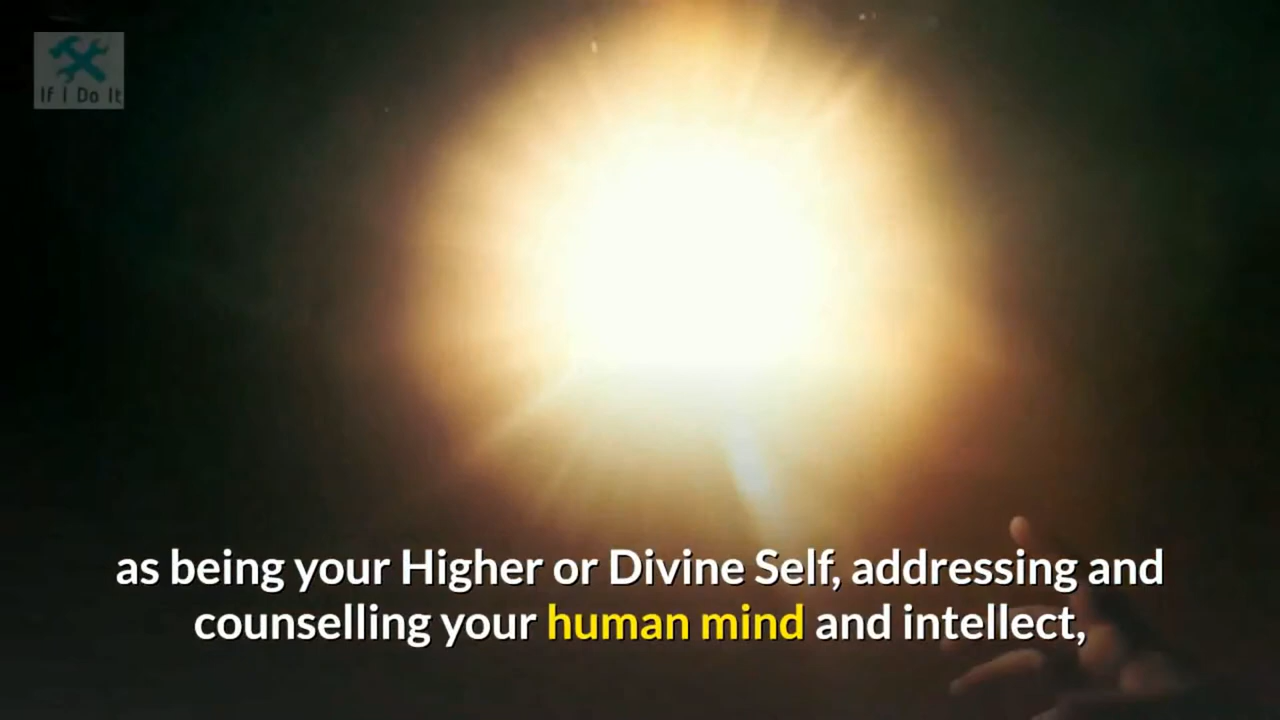 If I Do It
as being your Higher or Divine Self, addressing and
counselling your human mind and intellect,